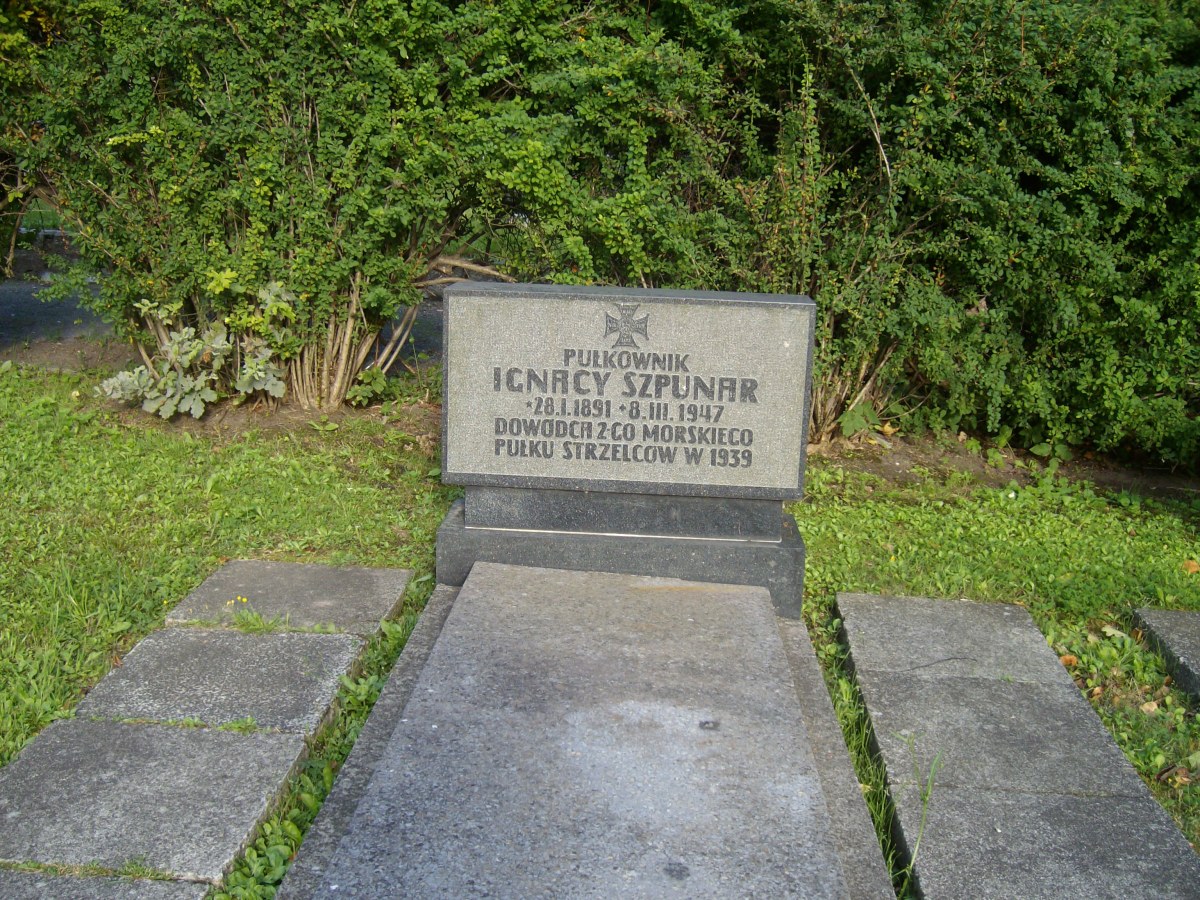 PUŁKOWNIK
IGNACY SZPUNAR
*28.I.1891 +8.III.1947
DOWÓDCA 2-GO MORSKIEGO
PUŁKU STRZELCÓW W 1939